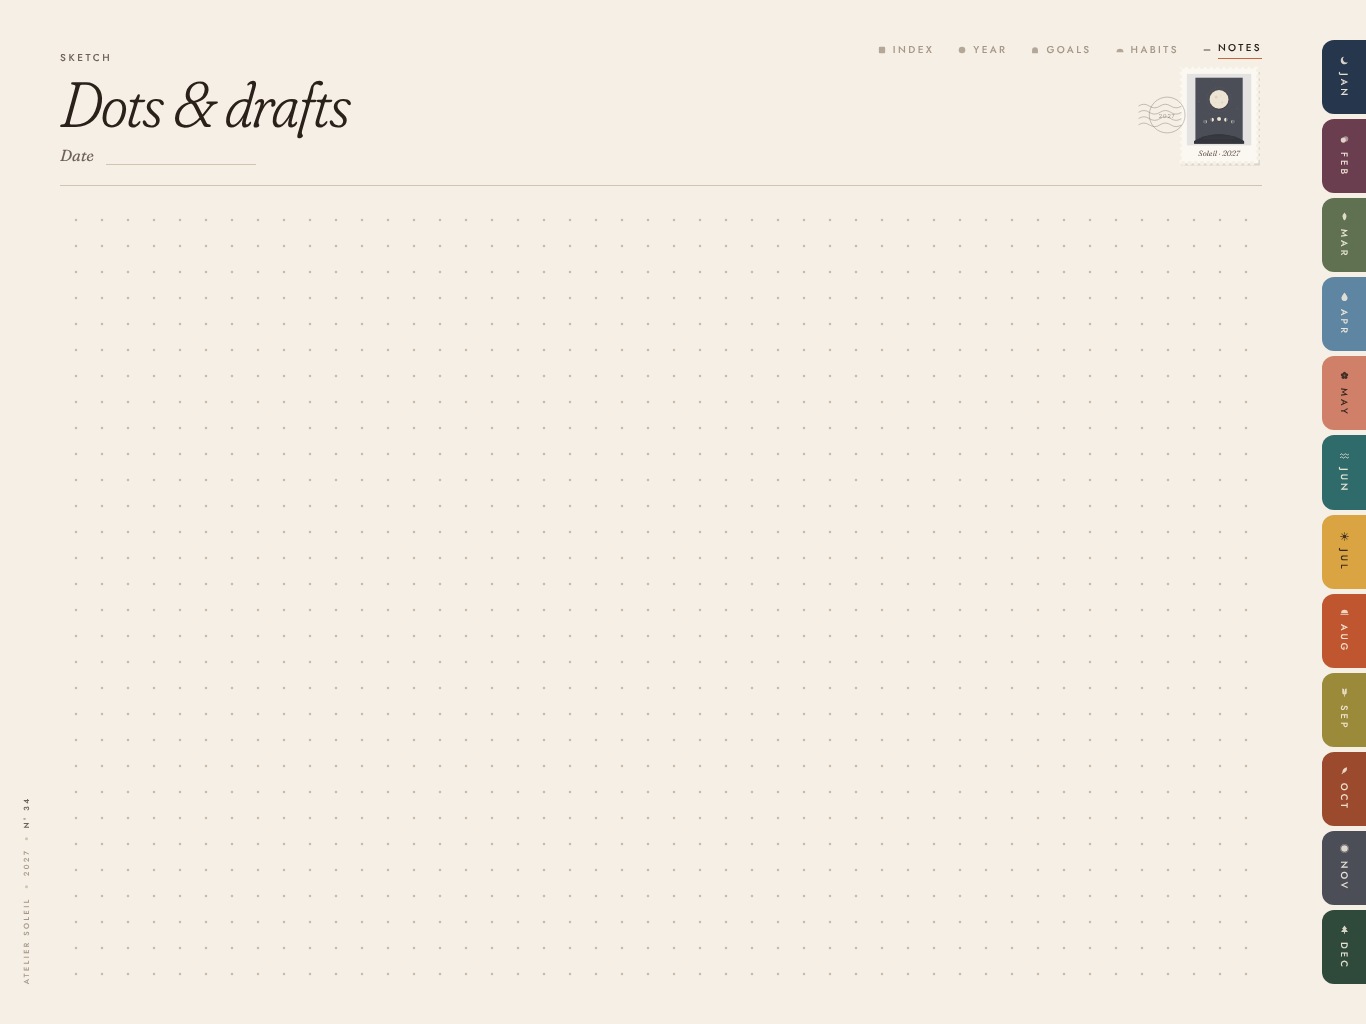 SKETCH
INDEX
YEAR
GOALS
HABITS
NOTES
Dots & drafts
Date
2027
Soleil · 2027
JAN
FEB
MAR
APR
MAY
JUN
JUL
AUG
SEP
OCT
NOV
DEC
ATELIER SOLEIL • 2027 • N° 34